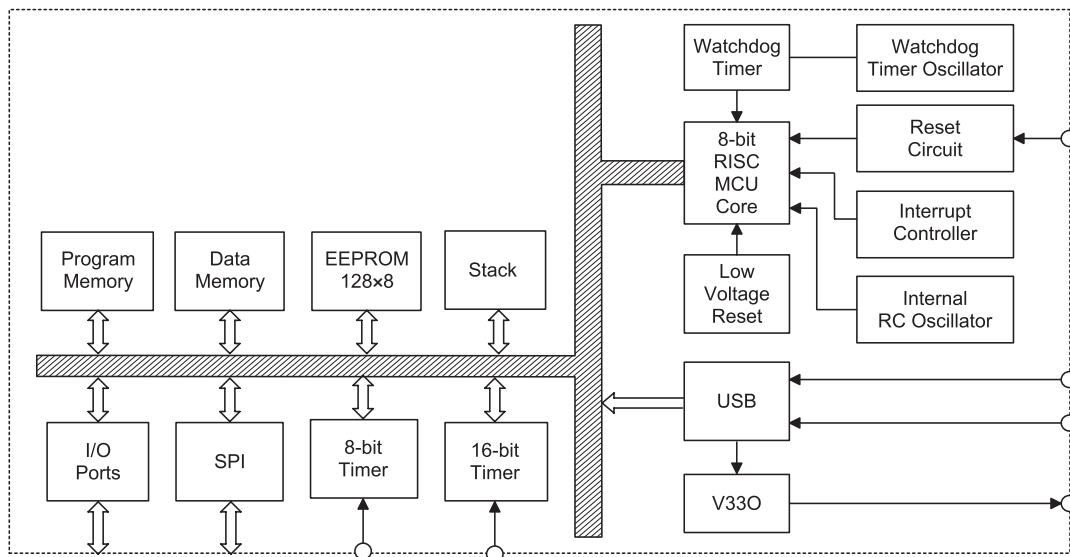 Watchdog
Timer
Watchdog
Timer Oscillator
8-bit
RISC
MCU
Core
Reset
Circuit
Interrupt
Controller
Program
Memory
Data
Memory
EEPROM
128×8
Stack
Low
Voltage
Reset
Internal
RC Oscillator
USB
I/O
Ports
SPI
8-bit
Timer
16-bit
Timer
V33O